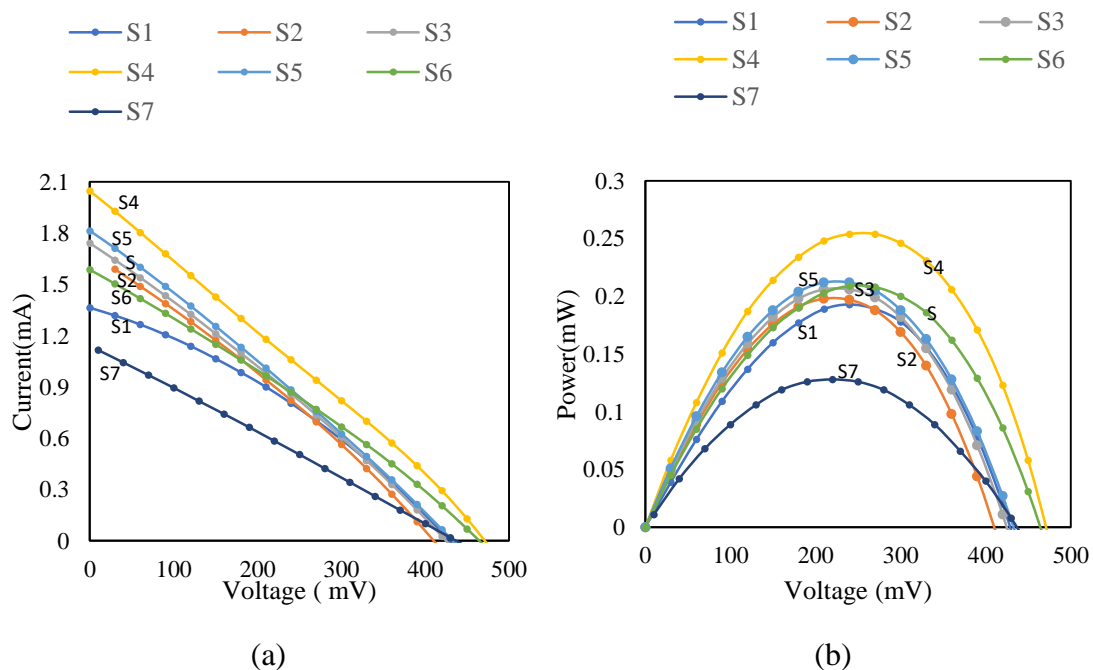 S1 S2 S3
S4 S5 S6
S7
2.1
1.8
1.5
1.2
0.9
0.6
0.3
0
0 100 200 300 400 500
Current(mA)
Voltage ( mV)
S4
S5
S
S2
S6
S1
S7
(a)
S1 S2 S3
S4 S5 S6
S7
0.3
0.25
0.2
0.15
0.1
0.05
0
0 100 200 300 400 500
Power(mW)
Voltage (mV)
S4
S5
S3
S
S1
S2
S7
(b)